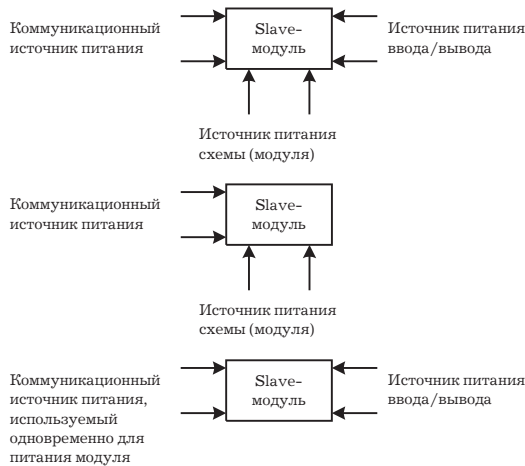 Коммуникационный
источник питания
Slave-
модуль
Источник питания
ввода/вывода
Источник питания
схемы (модуля)
Коммуникационный
источник питания
Slave-
модуль
Источник питания
схемы (модуля)
Коммуникационный
источник питания,
используемый
одновременно для
питания модуля
Slave-
модуль
Источник питания
ввода/вывода